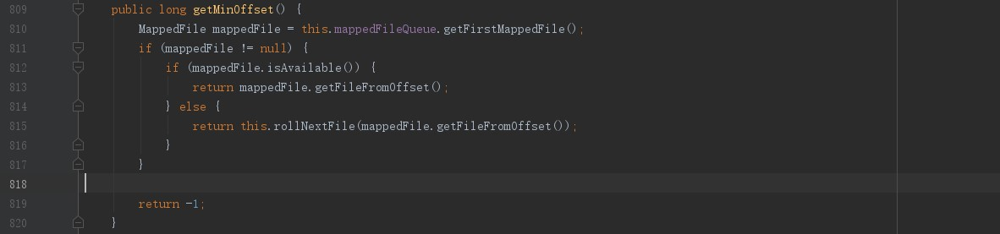 809 public long getMinOffset() {
810 MappedFile mappedFile = this.mappedFileQueue.getFirstMappedFile();
811 if (mappedFile != null) {
812 if (mappedFile.isAvailable()) {
813 return mappedFile.getFileFromOffset();
814 } else {
815 return this.rollNextFile(mappedFile.getFileFromOffset());
816 }
817 }
818
819 return -1;
820 }